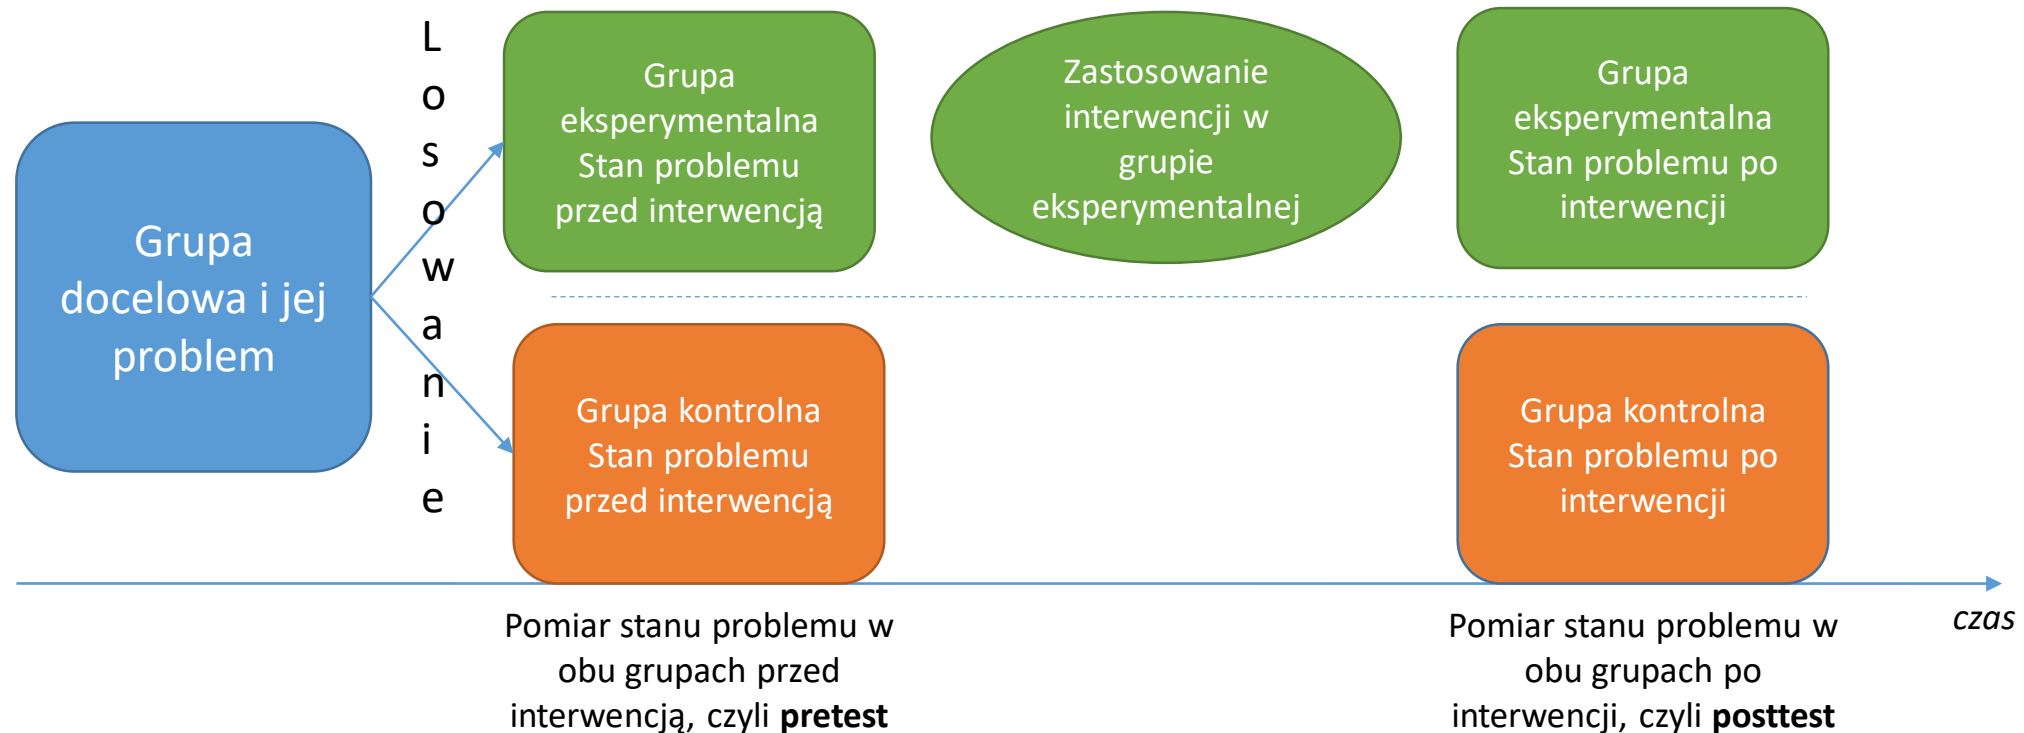 Grupa
docelowa i jej
problem
Losowanie
Grupa
eksperymentalna
Stan problemu
przed interwencją
Zastosowanie
interwencji w
grupie
eksperymentalnej
Grupa
eksperymentalna
Stan problemu po
interwencji
Grupa kontrolna
Stan problemu
przed interwencją
Grupa kontrolna
Stan problemu po
interwencji
czas
Pomiar stanu problemu w
obu grupach przed
interwencją, czyli pretest
Pomiar stanu problemu w
obu grupach po
interwencji, czyli posttest